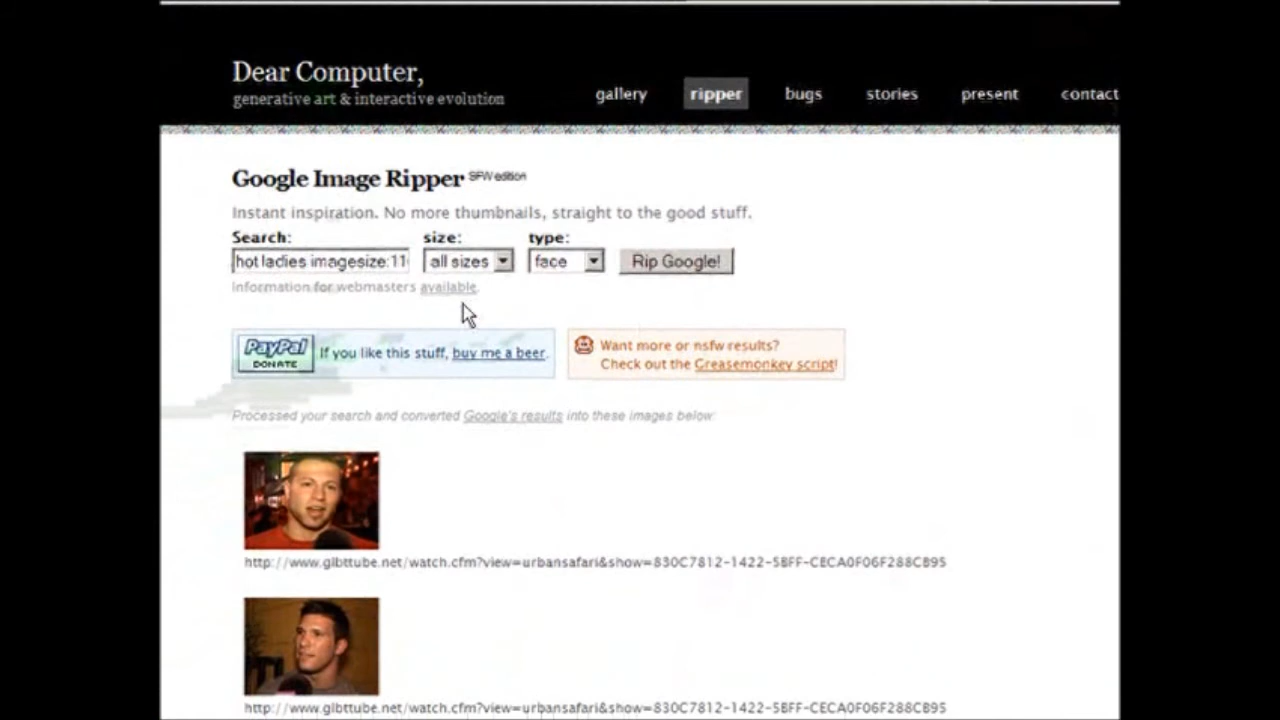 Dear Computer,
generative art & interactive evolution
gallery ripper bugs stories present contact
Google Image Ripper SFW edition
Instant inspiration. No more thumbnails, straight to the good stuff.
Search: size: type:
hot ladies imagesize:11 all sizes face Rip Google!
Information for webmasters available.
PayPal
DONATE
If you like this stuff, buy me a beer.
Want more or nsfw results?
Check out the Greasemonkey script!
Processed your search and converted Google's results into these images below:
http://www.glbttube.net/watch.cfm?view=urbansafari&show=830C7812-1422-5BFF-CECA0F06F288CB95
http://www.glbttube.net/watch.cfm?view=urbansafari&show=830C7812-1422-5BFF-CECA0F06F288CB95